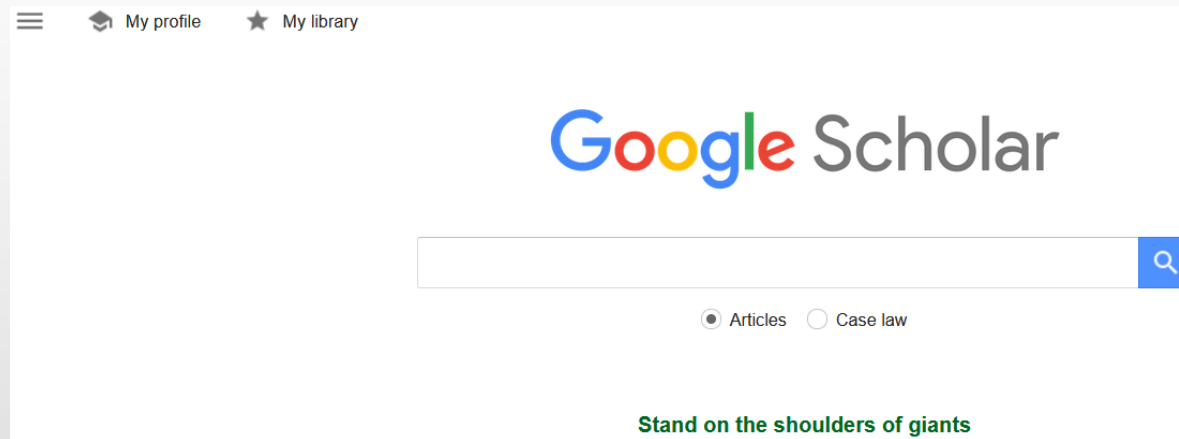 My profile My library
Google Scholar
Articles Case law
Stand on the shoulders of giants